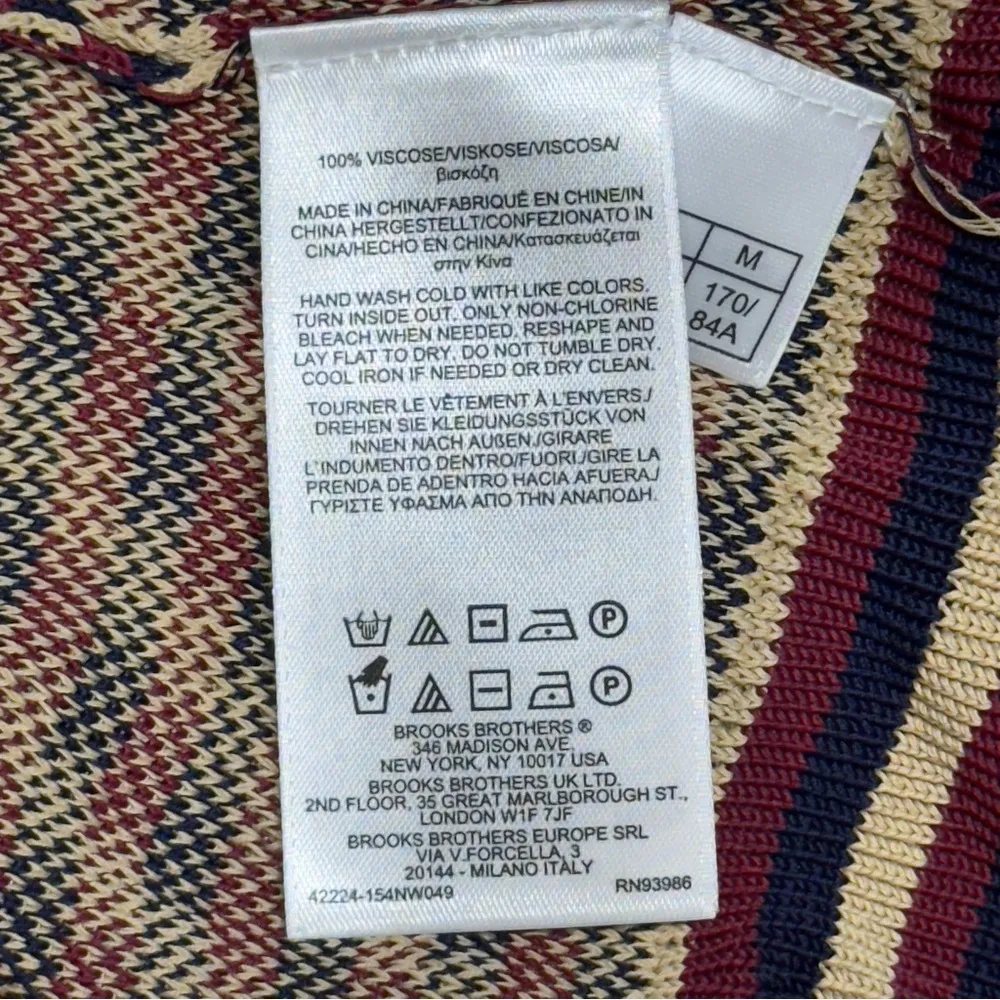 100% VISCOSE/VISKOSE/VISCOSA/
βισκόζη
MADE IN CHINA/FABRIQUÉ EN CHINE/IN
CHINA HERGESTELLT/CONFEZIONATO IN
CINA/HECHO EN CHINA/Κατασκευάζεται
στην Κίνα
HAND WASH COLD WITH LIKE COLORS.
TURN INSIDE OUT. ONLY NON-CHLORINE
BLEACH WHEN NEEDED. RESHAPE AND
LAY FLAT TO DRY. DO NOT TUMBLE DRY.
COOL IRON IF NEEDED OR DRY CLEAN.
TOURNER LE VÊTEMENT À L'ENVERS./
DREHEN SIE KLEIDUNGSSTÜCK VON
INNEN NACH AUßEN./GIRARE
L'INDUMENTO DENTRO/FUORI./GIRE LA
PRENDA DE ADENTRO HACIA AFUERA./
ΓΥΡΙΣΤΕ ΥΦΑΣΜΑ ΑΠΟ ΤΗΝ ΑΝΑΠΟΔΗ.
P
P
BROOKS BROTHERS ®
346 MADISON AVE
NEW YORK, NY 10017 USA
BROOKS BROTHERS UK LTD.
2ND FLOOR, 35 GREAT MARLBOROUGH ST.,
LONDON W1F 7JF
BROOKS BROTHERS EUROPE SRL
VIA V.FORCELLA, 3
20144 - MILANO ITALY
42224-154NW049 RN93986
M
170/
84A